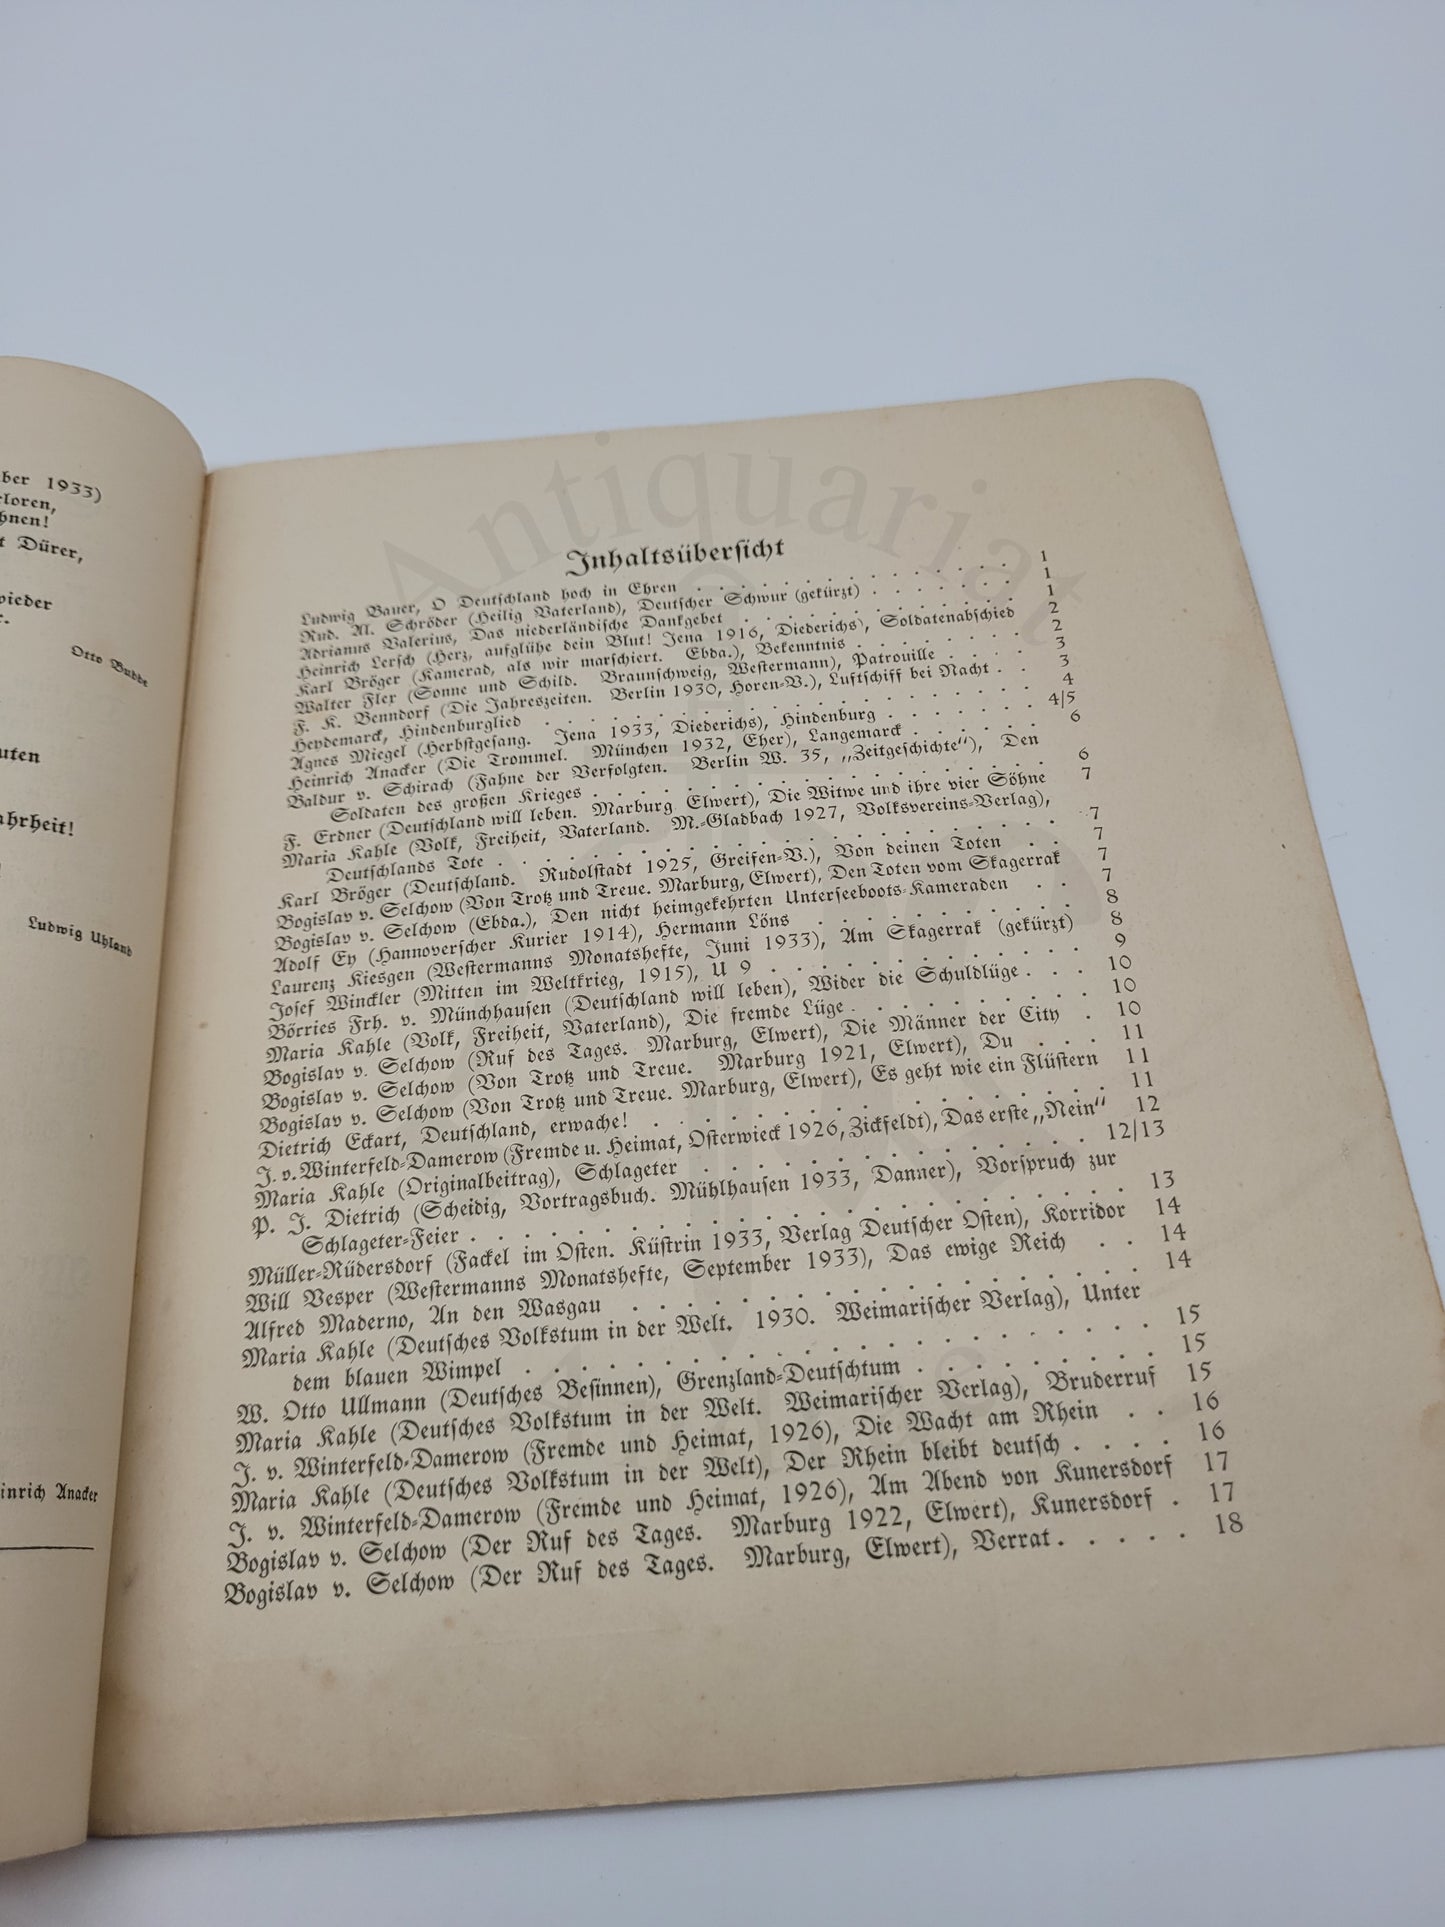 ber 1933)
rloren,
hnen!
t Dürer,
wieder
Otto Budde
uten
ahrheit!
Ludwig Uhland
inrich Anacker
Antiquariat
Inhaltsübersicht
Ludwig Bauer, O Deutschland hoch in Ehren . . . . . . . . . . . . 1
Rud. Al. Schröder (Heilig Vaterland), Deutscher Schwur (gekürzt) . . . . . . 1
Adrianus Valerius, Das niederländische Dankgebet . . . . . . . . . 1
Heinrich Lersch (Herz, aufglühe dein Blut! Jena 1916, Diederichs), Soldatenabschied 2
Karl Bröger (Kamerad, als wir marschiert. Ebda.), Bekenntnis . . . . . . . 2
Walter Flex (Sonne und Schild. Braunschweig, Westermann), Patrouille . . . . 3
F. K. Benndorf (Die Jahreszeiten. Berlin 1930, Horen-V.), Luftschiff bei Nacht . . 3
Heydemarck, Hindenburglied . . . . . . . . . . . . . . 4
Agnes Miegel (Herbstgesang. Jena 1933, Diederichs), Hindenburg . . . . . . . 4/5
Heinrich Anacker (Die Trommel. München 1932, Eher), Langemarck . . . . . 6
Baldur v. Schirach (Fahne der Verfolgten. Berlin W. 35, „Zeitgeschichte“), Den
Soldaten des großen Krieges . . . . . . . . . . . . . . 6
F. Erdner (Deutschland will leben. Marburg Elwert), Die Witwe und ihre vier Söhne 7
Maria Kahle (Volk, Freiheit, Vaterland. M.-Gladbach 1927, Volksvereins-Verlag),
Deutschlands Tote . . . . . . . . . . . . . . . . . 7
Karl Bröger (Deutschland. Rudolstadt 1925, Greifen-V.), Von deinen Toten . . 7
Bogislav v. Selchow (Von Trotz und Treue. Marburg, Elwert), Den Toten vom Skagerrak 7
Bogislav v. Selchow (Ebda.), Den nicht heimgekehrten Unterseeboots-Kameraden . . 7
Adolf Ey (Hannoverscher Kurier 1914), Hermann Löns . . . . . . . . . 8
Laurenz Kiesgen (Westermanns Monatshefte, Juni 1933), Am Skagerrak (gekürzt) 8
Josef Winckler (Mitten im Weltkrieg, 1915), U 9 . . . . . . . . . . . 9
Börries Frh. v. Münchhausen (Deutschland will leben), Wider die Schuldlüge . . . 10
Maria Kahle (Volk, Freiheit, Vaterland), Die fremde Lüge . . . . . . . . 10
Bogislav v. Selchow (Ruf des Tages. Marburg, Elwert), Die Männer der City . 10
Bogislav v. Selchow (Von Trotz und Treue. Marburg 1921, Elwert), Du . . . 11
Bogislav v. Selchow (Von Trotz und Treue. Marburg, Elwert), Es geht wie ein Flüstern 11
Dietrich Eckart, Deutschland, erwache! . . . . . . . . . . . . . 11
J. v. Winterfeld-Damerow (Fremde u. Heimat, Osterwieck 1926, Zickfeldt), Das erste „Nein“ 12
Maria Kahle (Originalbeitrag), Schlageter . . . . . . . . . . . . 12/13
P. J. Dietrich (Scheidig, Vortragsbuch. Mühlhausen 1933, Danner), Vorspruch zur
Schlageter-Feier . . . . . . . . . . . . . . . . . . 13
Müller-Rüdersdorf (Fackel im Osten. Küstrin 1933, Verlag Deutscher Osten), Korridor 14
Will Vesper (Westermanns Monatshefte, September 1933), Das ewige Reich . . 14
Alfred Maderno, An den Wasgau . . . . . . . . . . . . . . 14
Maria Kahle (Deutsches Volkstum in der Welt. 1930. Weimarischer Verlag), Unter
dem blauen Wimpel . . . . . . . . . . . . . . . . 15
W. Otto Ullmann (Deutsches Besinnen), Grenzland-Deutschtum . . . . . . . 15
Maria Kahle (Deutsches Volkstum in der Welt. Weimarischer Verlag), Bruderruf 15
J. v. Winterfeld-Damerow (Fremde und Heimat, 1926), Die Wacht am Rhein . . 16
Maria Kahle (Deutsches Volkstum in der Welt), Der Rhein bleibt deutsch . . . . 16
J. v. Winterfeld-Damerow (Fremde und Heimat, 1926), Am Abend von Kunersdorf 17
Bogislav v. Selchow (Der Ruf des Tages. Marburg 1922, Elwert), Kunersdorf . 17
Bogislav v. Selchow (Der Ruf des Tages. Marburg, Elwert), Verrat . . . . . 18